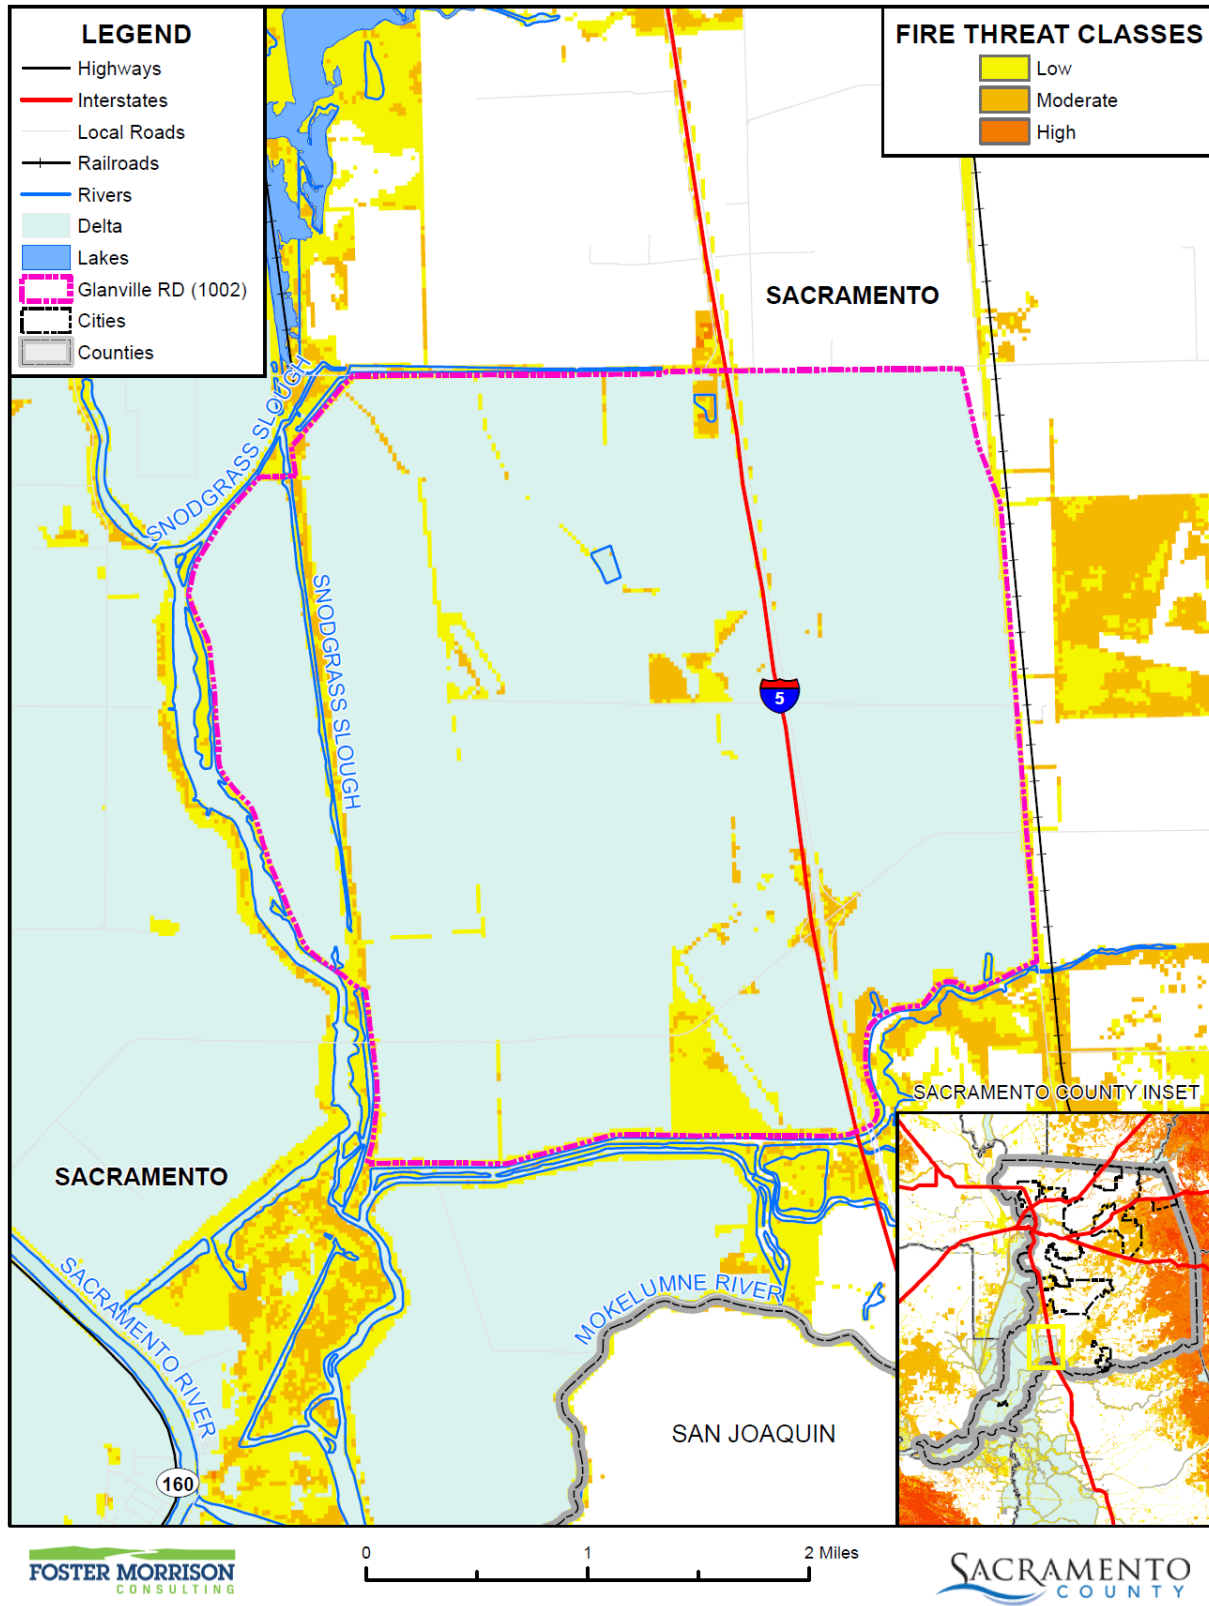 LEGEND
Highways
Interstates
Local Roads
Railroads
Rivers
Delta
Lakes
Glanville RD (1002)
Cities
Counties
FIRE THREAT CLASSES
Low
Moderate
High
SACRAMENTO
SNODGRASS SLOUGH
SNODGRASS SLOUGH
5
SACRAMENTO COUNTY INSET
SACRAMENTO
SACRAMENTO RIVER
MOKELUMNE RIVER
SAN JOAQUIN
160
FOSTER MORRISON
CONSULTING
0 1 2 Miles
SACRAMENTO
COUNTY